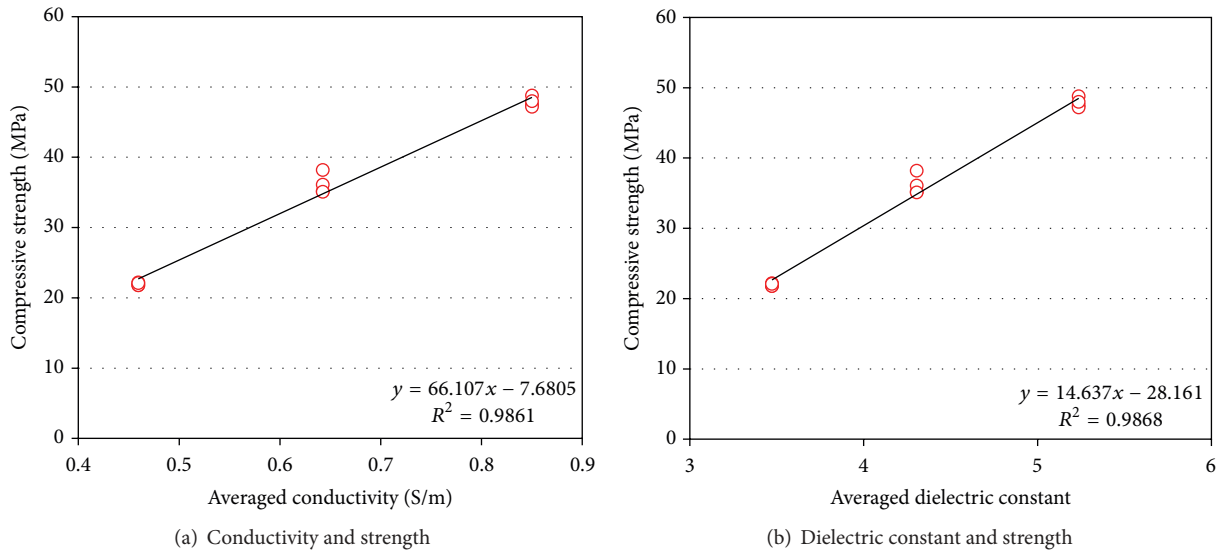 60
50
40
30
20
10
0
Compressive strength (MPa)
y = 66.107x − 7.6805
R² = 0.9861
0.4 0.5 0.6 0.7 0.8 0.9
Averaged conductivity (S/m)
(a) Conductivity and strength
60
50
40
30
20
10
0
Compressive strength (MPa)
y = 14.637x − 28.161
R² = 0.9868
3 4 5 6
Averaged dielectric constant
(b) Dielectric constant and strength